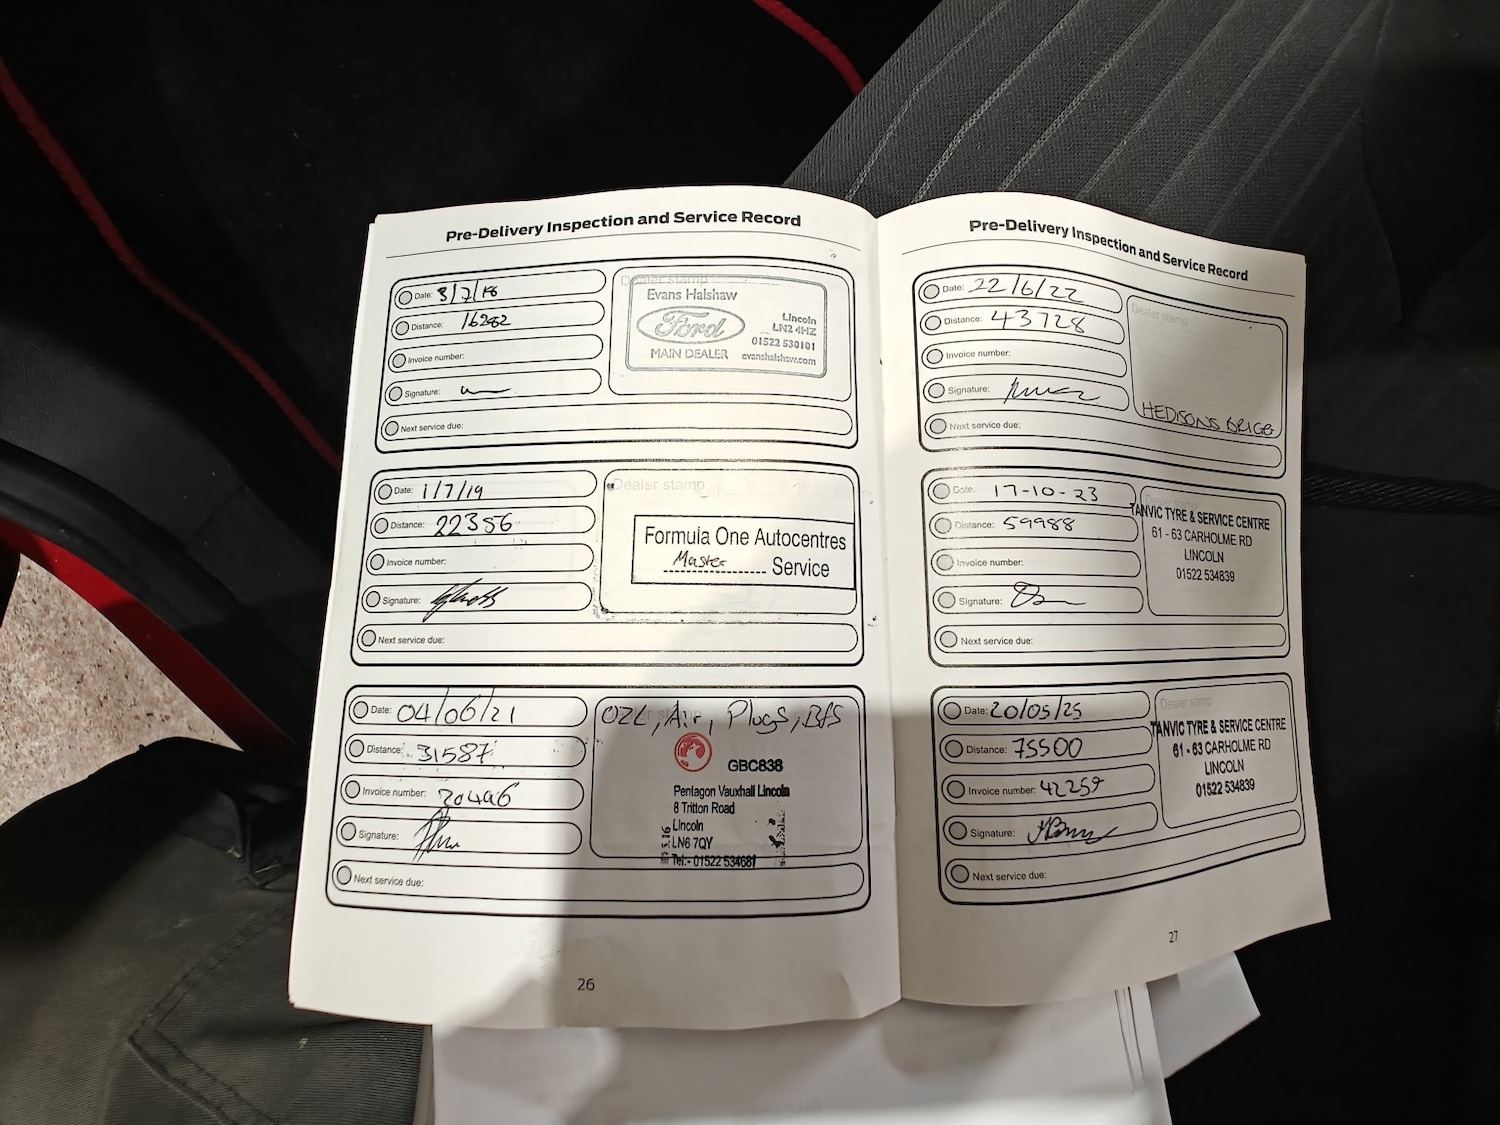 Pre-Delivery Inspection and Service Record
Date: 3/7/18
Distance: 16282
Invoice number:
Signature:
Next service due:
Dealer stamp
Evans Halshaw
Ford
MAIN DEALER
Lincoln
LN2 4HZ
01522 530101
evanshalshaw.com
Date: 1/7/19
Distance: 22356
Invoice number:
Signature:
Next service due:
Dealer stamp
Formula One Autocentres
Master Service
Date: 04/06/21
Distance: 31587
Invoice number: 20496
Signature:
Next service due:
OIL, Air, Plugs, B/S
GBC838
Pentagon Vauxhall Lincoln
8 Tritton Road
Lincoln
LN6 7QY
Tel:- 01522 534681
26
Pre-Delivery Inspection and Service Record
Date: 22/6/22
Distance: 43728
Invoice number:
Signature:
Next service due:
Dealer stamp
HEDISONS BRIGG
Date: 17-10-23
Distance: 59988
Invoice number:
Signature:
Next service due:
Dealer stamp
TANVIC TYRE & SERVICE CENTRE
61 - 63 CARHOLME RD
LINCOLN
01522 534839
Date: 20/05/25
Distance: 75500
Invoice number: 42259
Signature:
Next service due:
Dealer stamp
TANVIC TYRE & SERVICE CENTRE
61 - 63 CARHOLME RD
LINCOLN
01522 534839
27